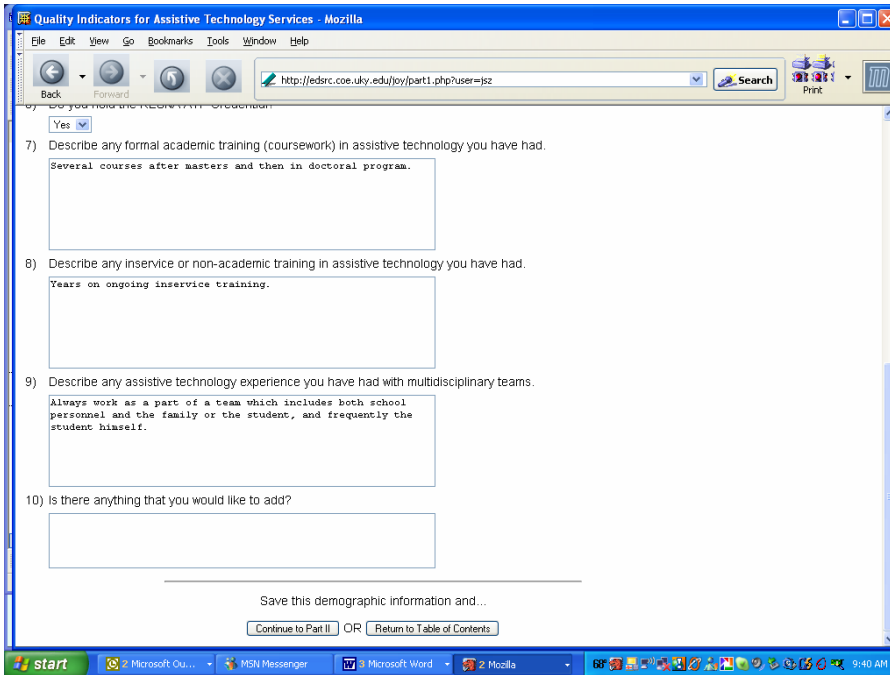 Quality Indicators for Assistive Technology Services - Mozilla
File Edit View Go Bookmarks Tools Window Help
http://edsrc.coe.uky.edu/joy/part1.php?user=jsz
Search
Back Forward Print
Yes
7) Describe any formal academic training (coursework) in assistive technology you have had.
Several courses after masters and then in doctoral program.
8) Describe any inservice or non-academic training in assistive technology you have had.
Years on ongoing inservice training.
9) Describe any assistive technology experience you have had with multidisciplinary teams.
Always work as a part of a team which includes both school
personnel and the family or the student, and frequently the
student himself.
10) Is there anything that you would like to add?
Save this demographic information and...
Continue to Part II OR Return to Table of Contents
start 2 Microsoft Ou... MSN Messenger 3 Microsoft Word 2 Mozilla 68° 9:40 AM